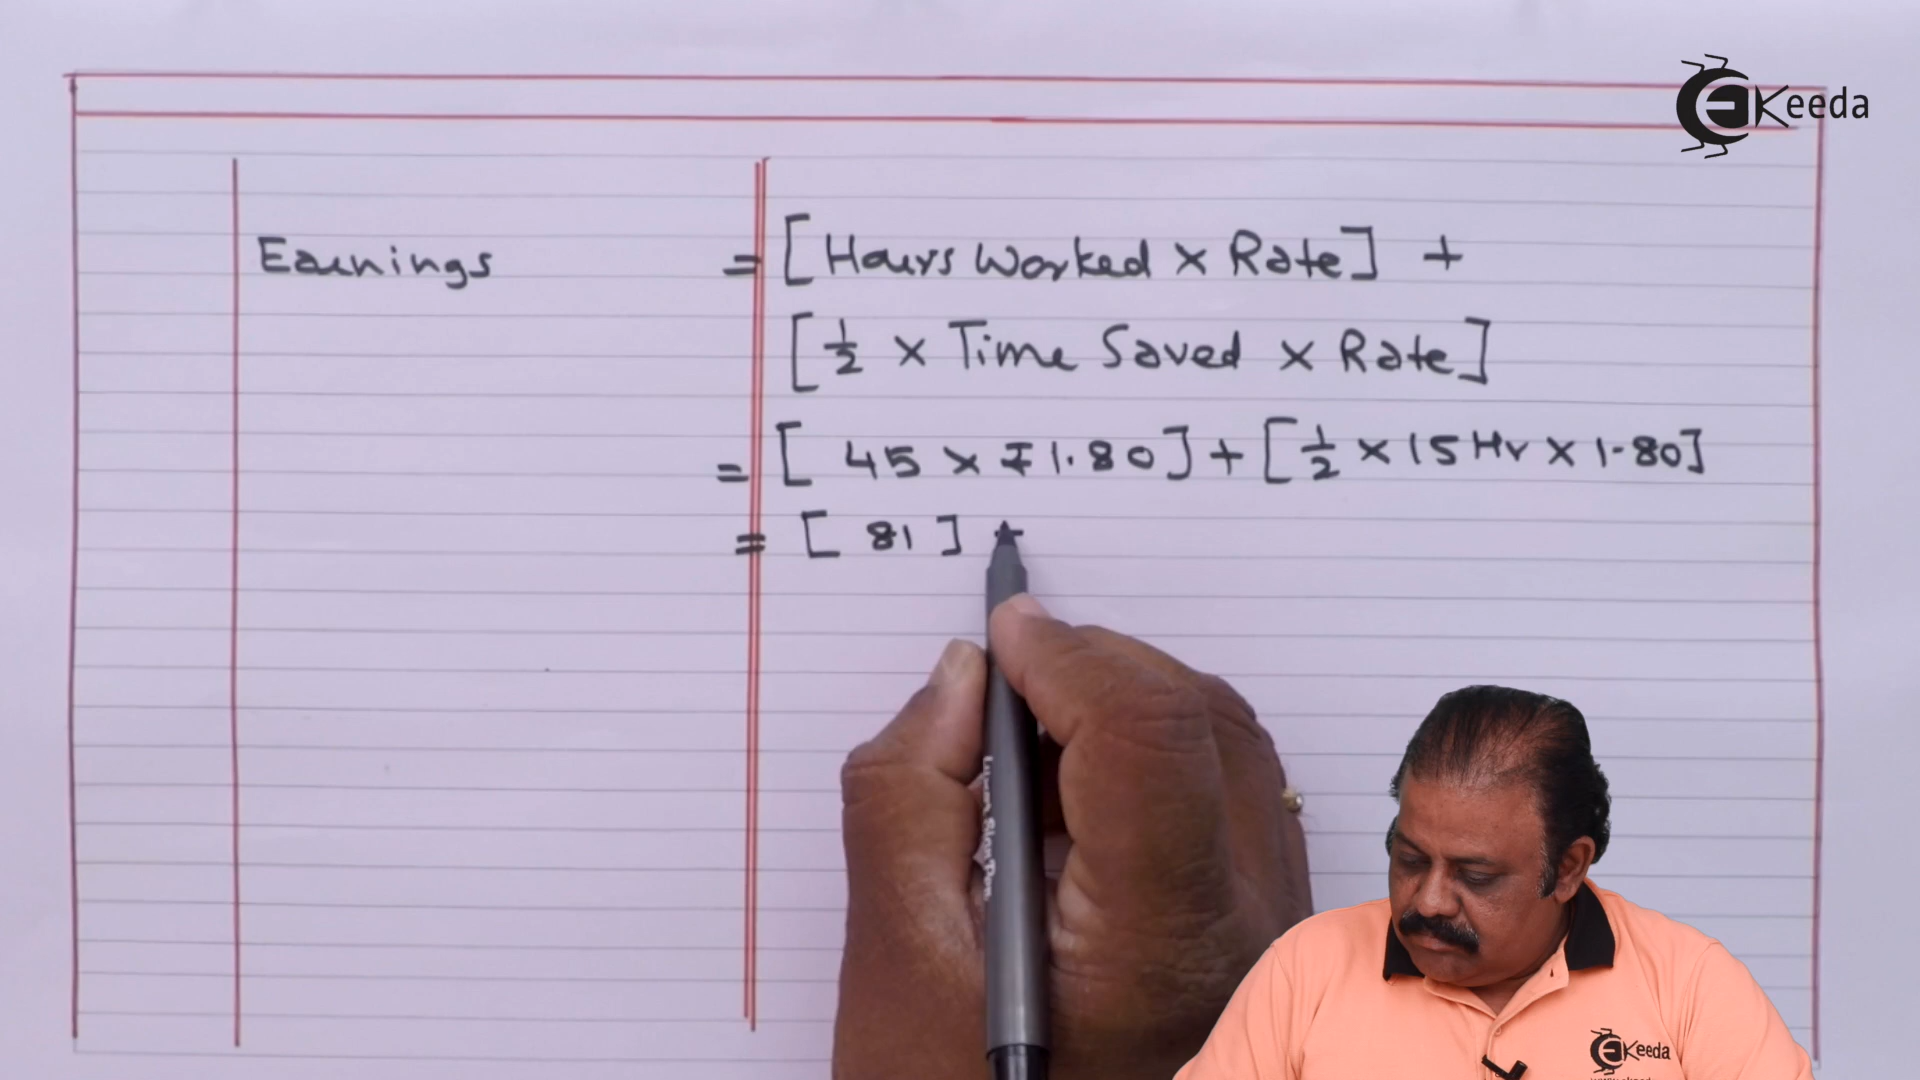 EKeeda
Earnings = [Hours Worked × Rate] +
[½ × Time Saved × Rate]
= [ 45 × ₹1.80] + [½ × 15 Hr × 1.80]
= [ 81 ] +
EKeeda